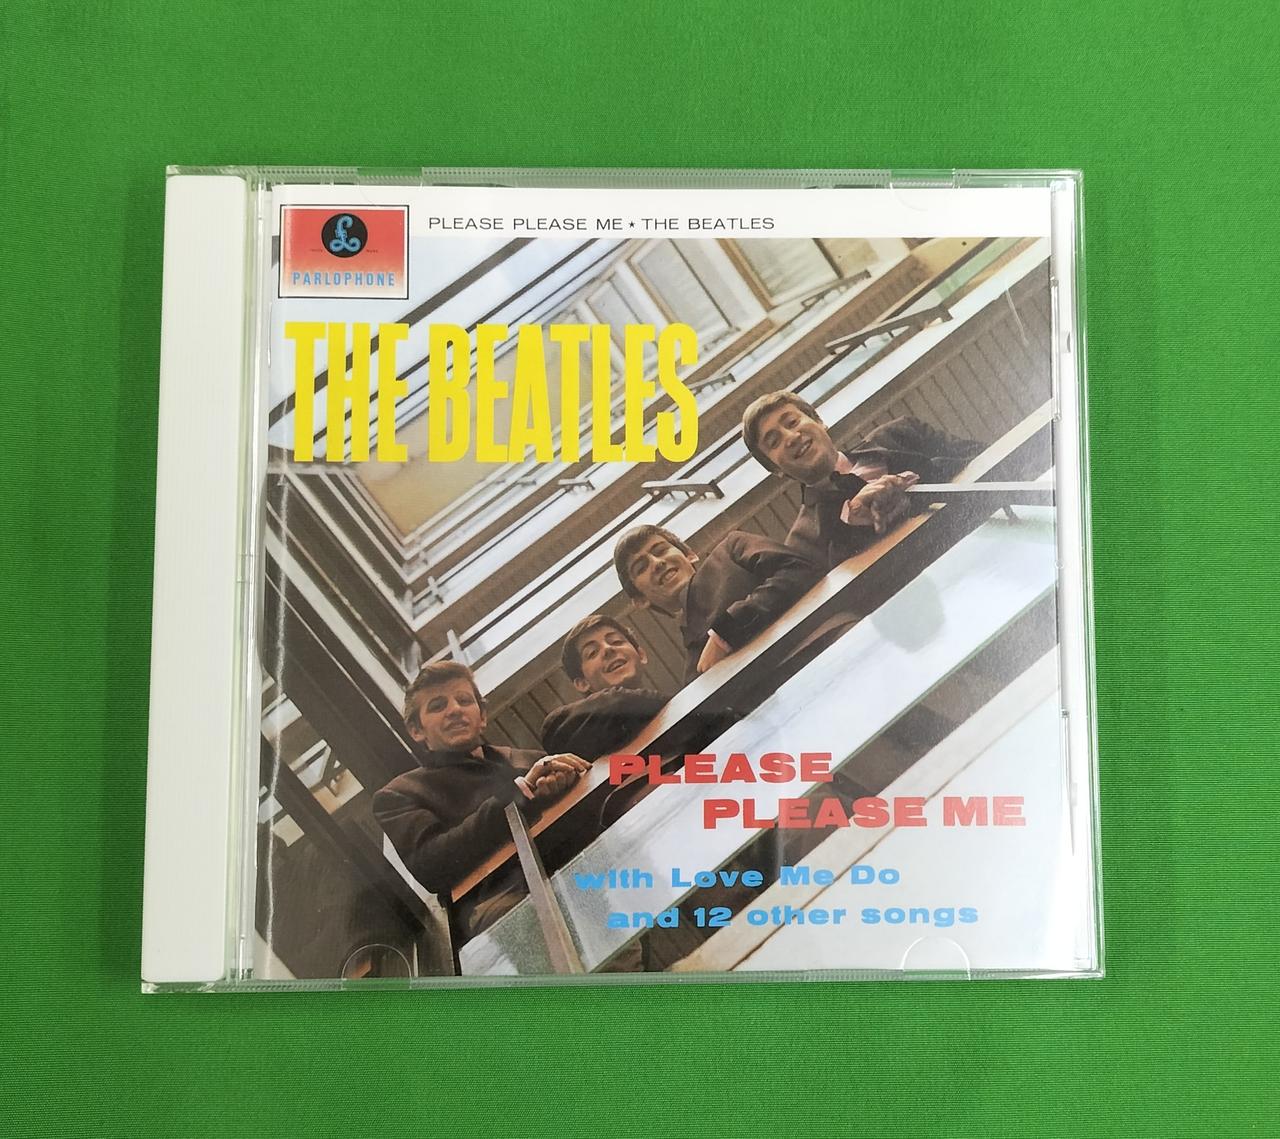 PLEASE PLEASE ME ★ THE BEATLES
£
PARLOPHONE
THE BEATLES
PLEASE
PLEASE ME
with Love Me Do
and 12 other songs